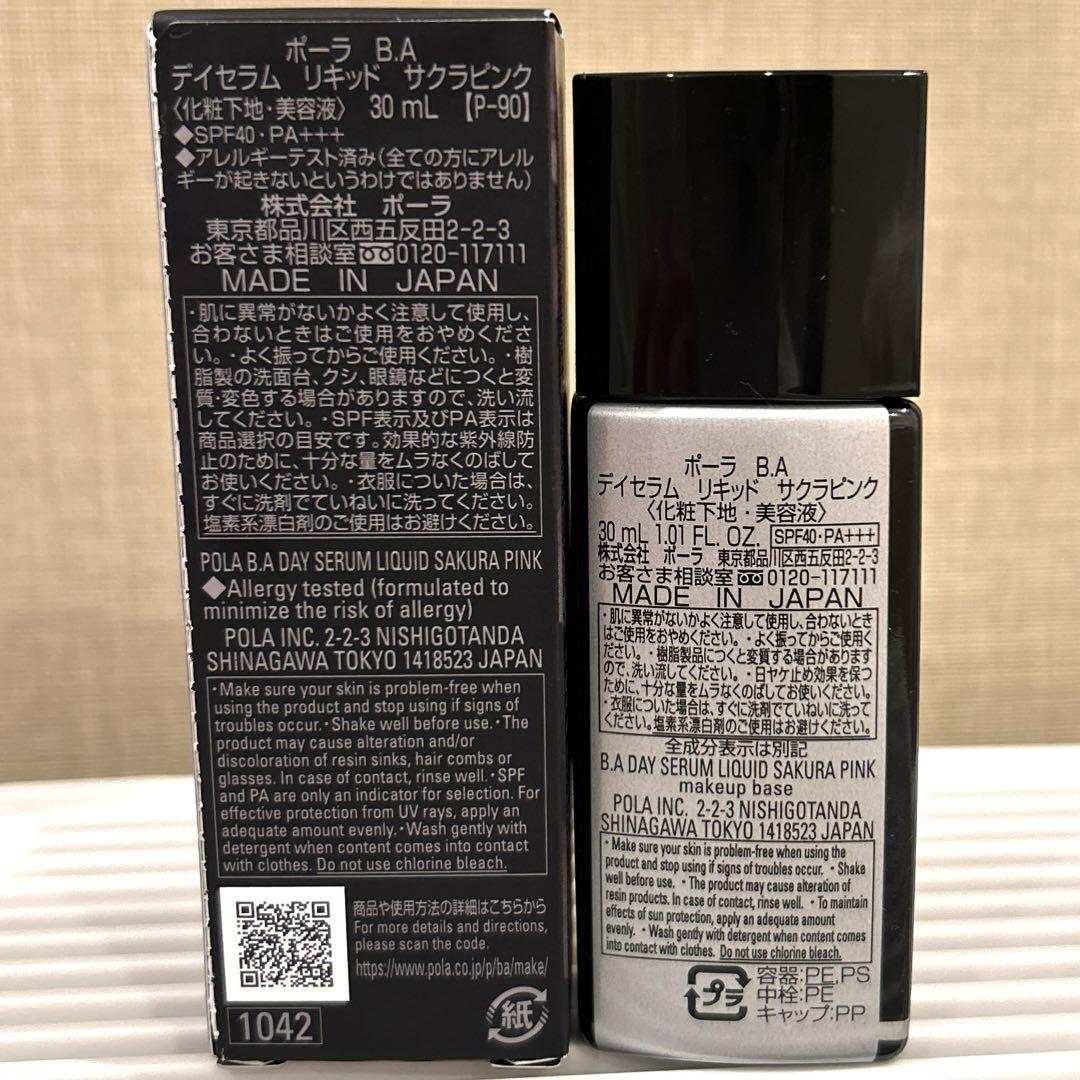 ポーラ B.A
デイセラム リキッド サクラピンク
〈化粧下地・美容液〉 30 mL 【P-90】
◆SPF40・PA+++
◆アレルギーテスト済み(全ての方にアレル
ギーが起きないというわけではありません)
株式会社 ポーラ
東京都品川区西五反田2-2-3
お客さま相談室 0120-117111
MADE IN JAPAN
・肌に異常がないかよく注意して使用し、
合わないときはご使用をおやめくださ
い。・よく振ってからご使用ください。・樹
脂製の洗面台、クシ、眼鏡などにつくと変
質・変色する場合がありますので、洗い流
してください。・SPF表示及びPA表示は
商品選択の目安です。効果的な紫外線防
止のために、十分な量をムラなくのばして
お使いください。・衣服についた場合は、
すぐに洗剤でていねいに洗ってください。
塩素系漂白剤のご使用はお避けください。
POLA B.A DAY SERUM LIQUID SAKURA PINK
◆Allergy tested (formulated to
minimize the risk of allergy)
POLA INC. 2-2-3 NISHIGOTANDA
SHINAGAWA TOKYO 1418523 JAPAN
・Make sure your skin is problem-free when
using the product and stop using if signs of
troubles occur.・Shake well before use.・The
product may cause alteration and/or
discoloration of resin sinks, hair combs or
glasses. In case of contact, rinse well.・SPF
and PA are only an indicator for selection. For
effective protection from UV rays, apply an
adequate amount evenly.・Wash gently with
detergent when content comes into contact
with clothes. Do not use chlorine bleach.
商品や使用方法の詳細はこちらから
For more details and directions,
please scan the code.
https://www.pola.co.jp/p/ba/make/
1042
紙
ポーラ B.A
デイセラム リキッド サクラピンク
〈化粧下地・美容液〉
30 mL 1.01 FL. OZ. SPF40・PA+++
株式会社 ポーラ 東京都品川区西五反田2-2-3
お客さま相談室 0120-117111
MADE IN JAPAN
・肌に異常がないかよく注意して使用し、合わないとき
はご使用をおやめください。・よく振ってからご使用く
ださい。・樹脂製品につくと変質する場合があります
ので、洗い流してください。・日ヤケ止め効果を保つ
ために、十分な量をムラなくのばしてお使いください。
・衣服についた場合は、すぐに洗剤でていねいに洗って
ください。塩素系漂白剤のご使用はお避けください。
全成分表示は別記
B.A DAY SERUM LIQUID SAKURA PINK
makeup base
POLA INC. 2-2-3 NISHIGOTANDA
SHINAGAWA TOKYO 1418523 JAPAN
・Make sure your skin is problem-free when using the
product and stop using if signs of troubles occur. ・Shake
well before use. ・The product may cause alteration of
resin products. In case of contact, rinse well. ・To maintain
effects of sun protection, apply an adequate amount
evenly. ・Wash gently with detergent when content comes
into contact with clothes. Do not use chlorine bleach.
プラ
容器:PE,PS
中栓:PE
キャップ:PP